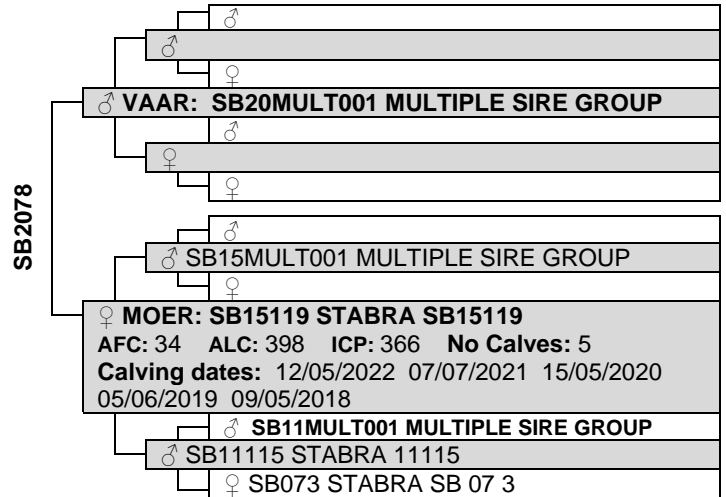 ♂
♂
♀
♂ VAAR: SB20MULT001 MULTIPLE SIRE GROUP
♂
♀
♀
SB2078
♂
♂ SB15MULT001 MULTIPLE SIRE GROUP
♀
♀ MOER: SB15119 STABRA SB15119
AFC: 34 ALC: 398 ICP: 366 No Calves: 5
Calving dates: 12/05/2022 07/07/2021 15/05/2020
05/06/2019 09/05/2018
♂ SB11MULT001 MULTIPLE SIRE GROUP
♂ SB11115 STABRA 11115
♀ SB073 STABRA SB 07 3